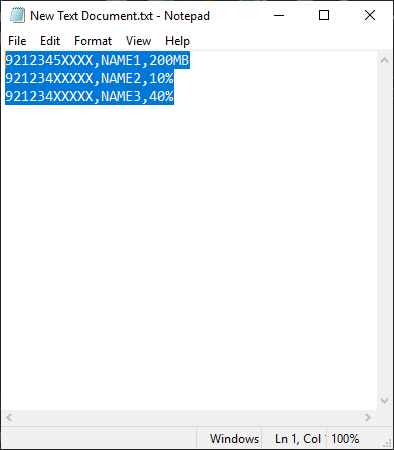 New Text Document.txt - Notepad
File Edit Format View Help
9212345XXXX,NAME1,200MB
921234XXXXX,NAME2,10%
921234XXXXX,NAME3,40%
Windows Ln 1, Col 100%